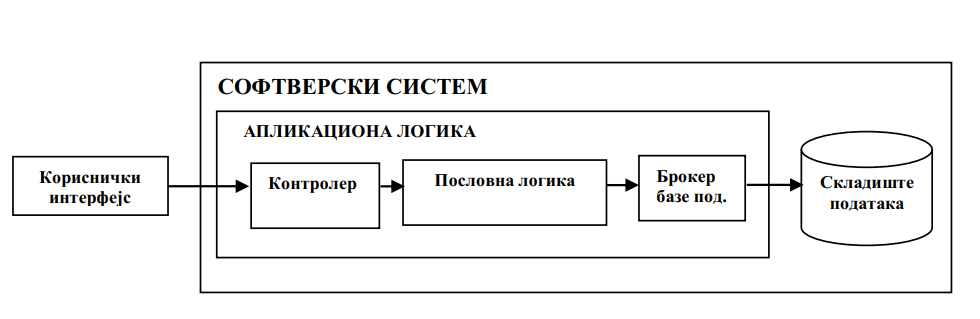 СОФТВЕРСКИ СИСТЕМ
АПЛИКАЦИОНА ЛОГИКА
Кориснички
интерфејс
Контролер
Пословна логика
Брокер
базе под.
Складиште
података